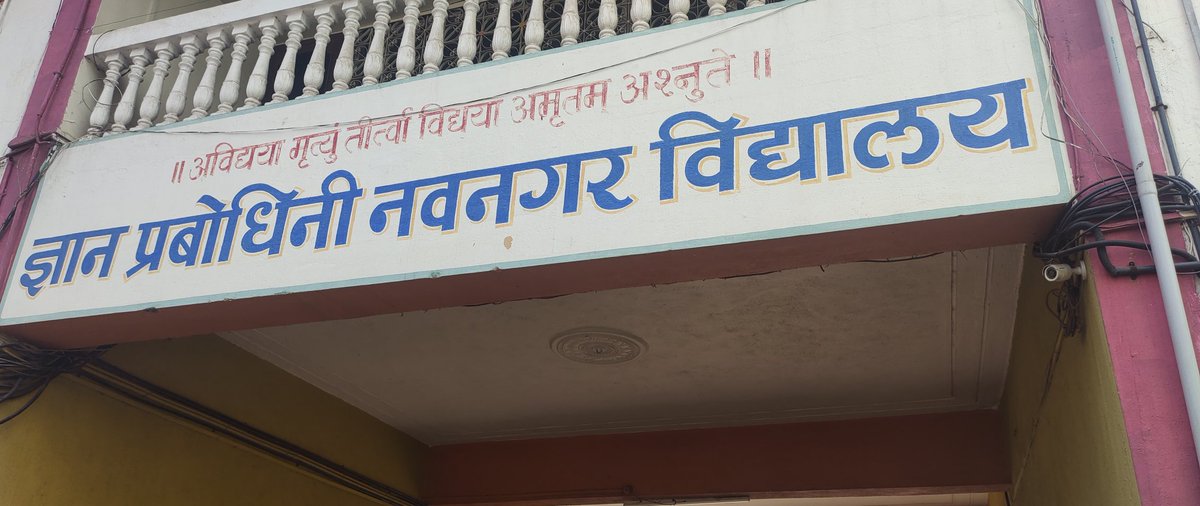 ॥ अविद्यया मृत्युं तीर्त्वा विद्यया अमृतम् अश्नुते ॥
ज्ञान प्रबोधिनी नवनगर विद्यालय